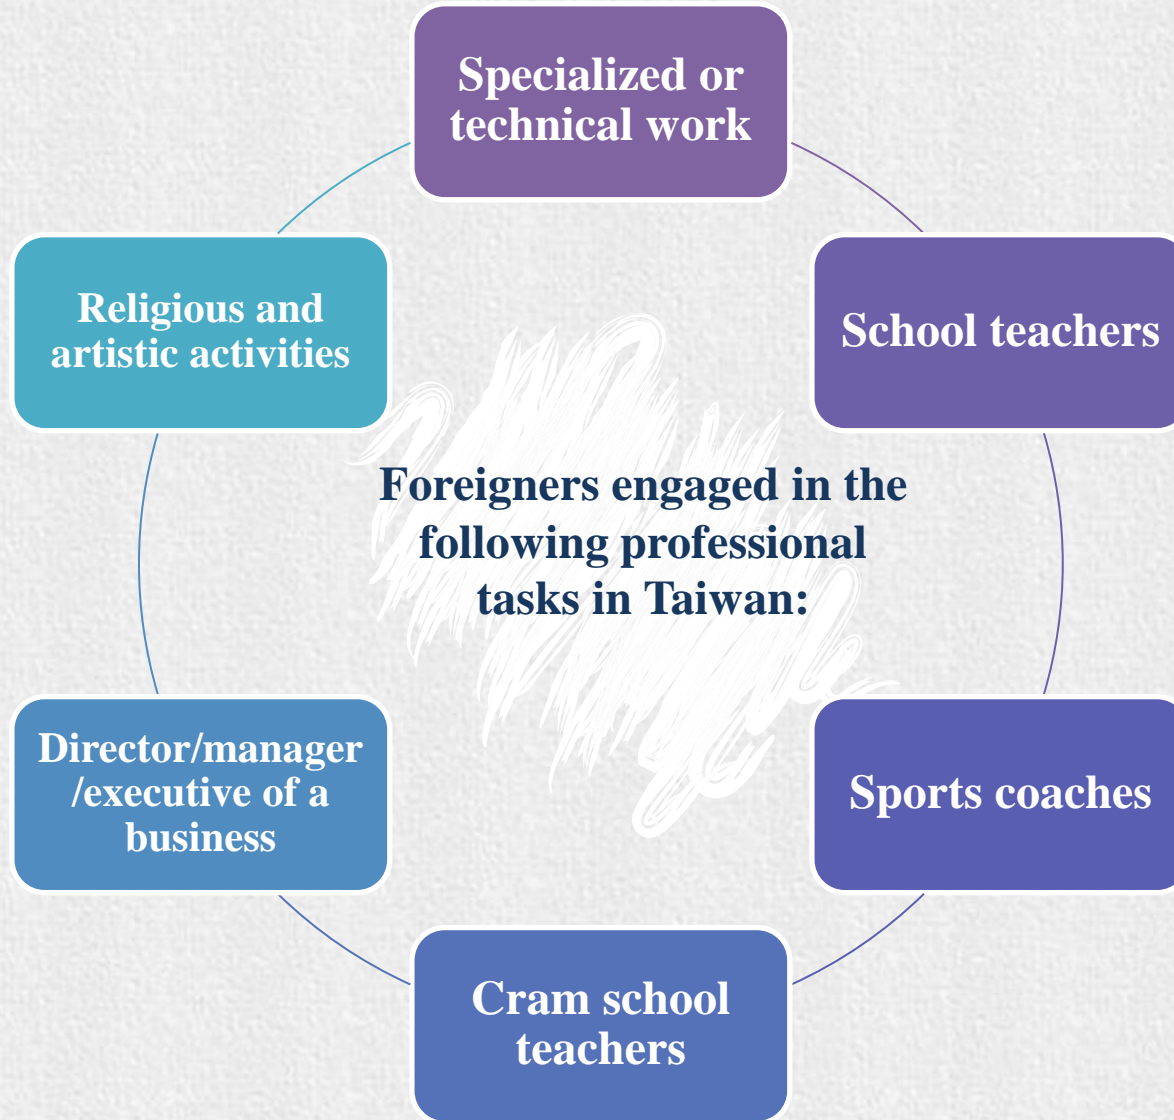 Specialized or
technical work
School teachers
Sports coaches
Cram school
teachers
Director/manager
/executive of a
business
Religious and
artistic activities
Foreigners engaged in the
following professional
tasks in Taiwan: